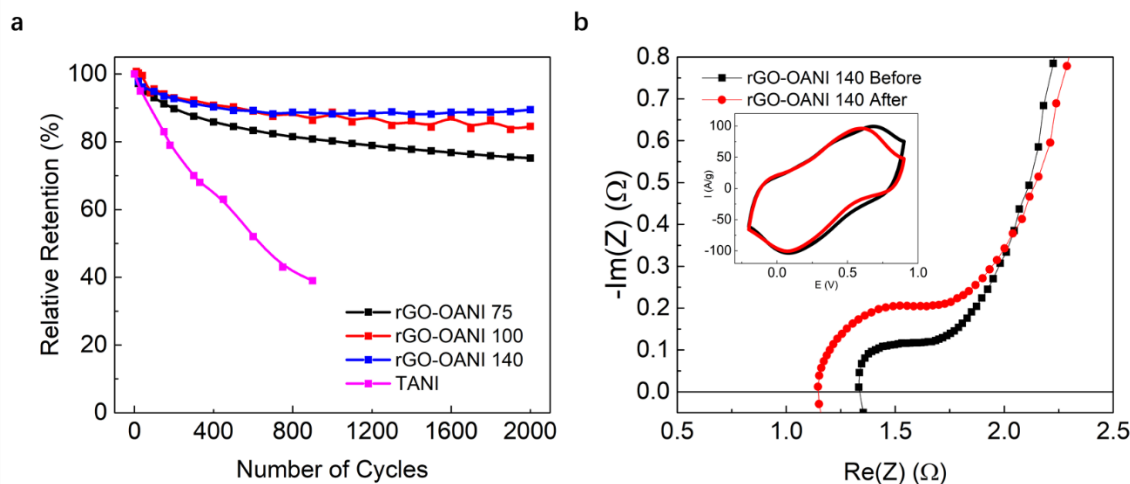 a
100
80
60
40
20
0
Relative Retention (%)
rGO-OANI 75
rGO-OANI 100
rGO-OANI 140
TANI
0 400 800 1200 1600 2000
Number of Cycles
b
0.8
0.7
0.6
0.5
0.4
0.3
0.2
0.1
0.0
-Im(Z) (Ω)
rGO-OANI 140 Before
rGO-OANI 140 After
100
50
0
-50
-100
I (A/g)
0.0 0.5 1.0
E (V)
0.5 1.0 1.5 2.0 2.5
Re(Z) (Ω)